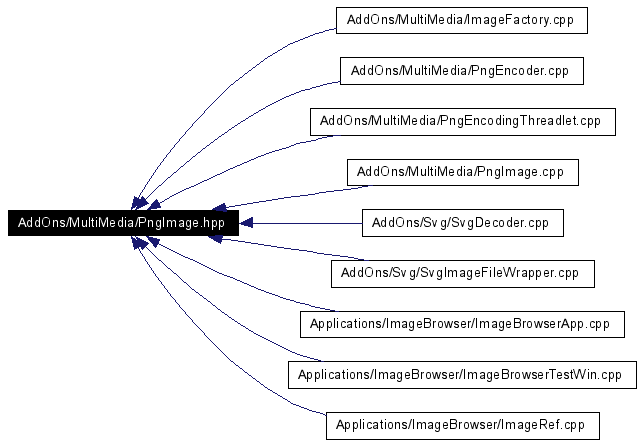 AddOns/MultiMedia/ImageFactory.cpp
AddOns/MultiMedia/PngEncoder.cpp
AddOns/MultiMedia/PngEncodingThreadlet.cpp
AddOns/MultiMedia/PngImage.cpp
AddOns/MultiMedia/PngImage.hpp
AddOns/Svg/SvgDecoder.cpp
AddOns/Svg/SvgImageFileWrapper.cpp
Applications/ImageBrowser/ImageBrowserApp.cpp
Applications/ImageBrowser/ImageBrowserTestWin.cpp
Applications/ImageBrowser/ImageRef.cpp